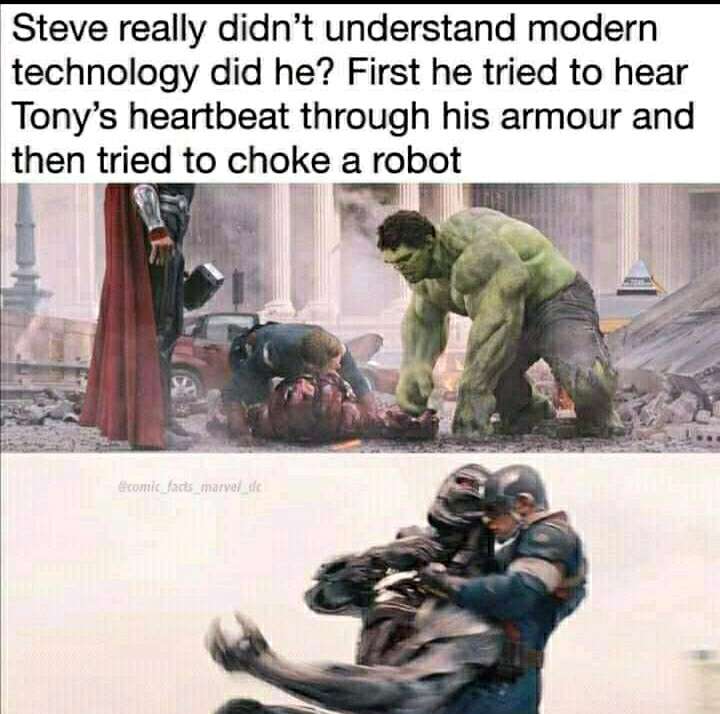 Steve really didn’t understand modern
technology did he? First he tried to hear
Tony’s heartbeat through his armour and
then tried to choke a robot
@comic_facts_marvel_dc